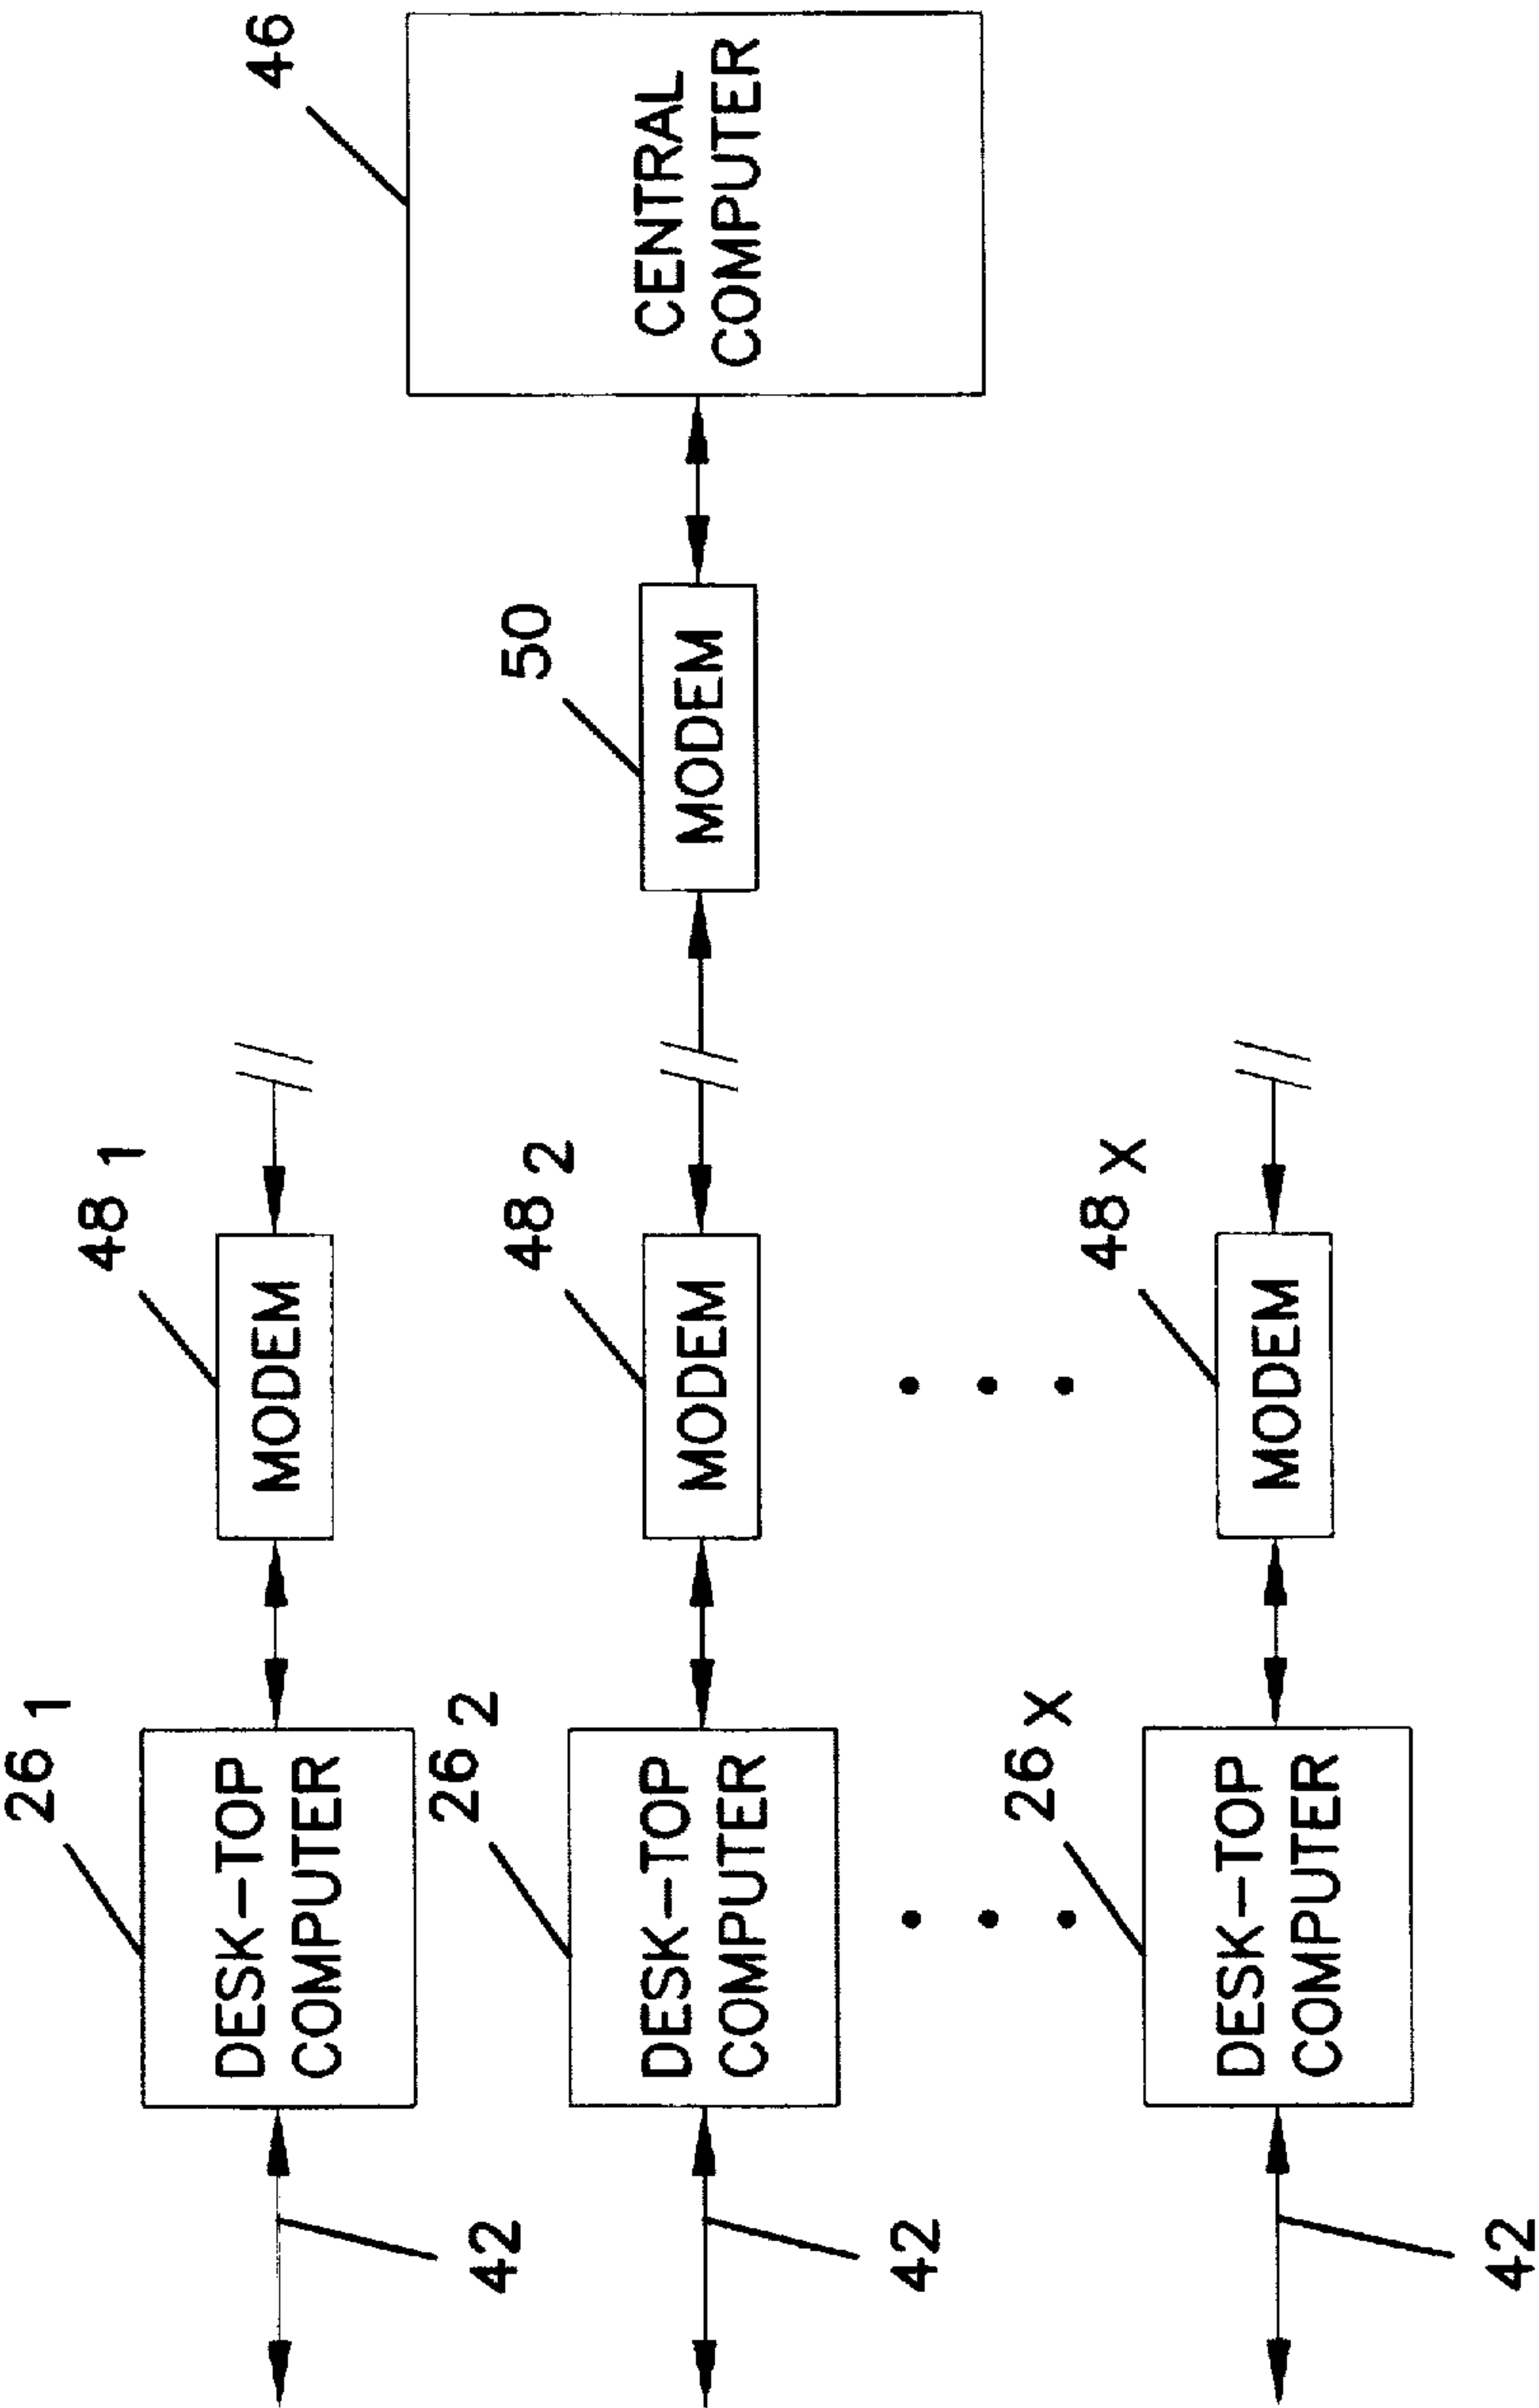 26 1
DESK-TOP
COMPUTER
42
48 1
MODEM
26 2
DESK-TOP
COMPUTER
42
48 2
MODEM
50
MODEM
46
CENTRAL
COMPUTER
26 X
DESK-TOP
COMPUTER
42
48 X
MODEM